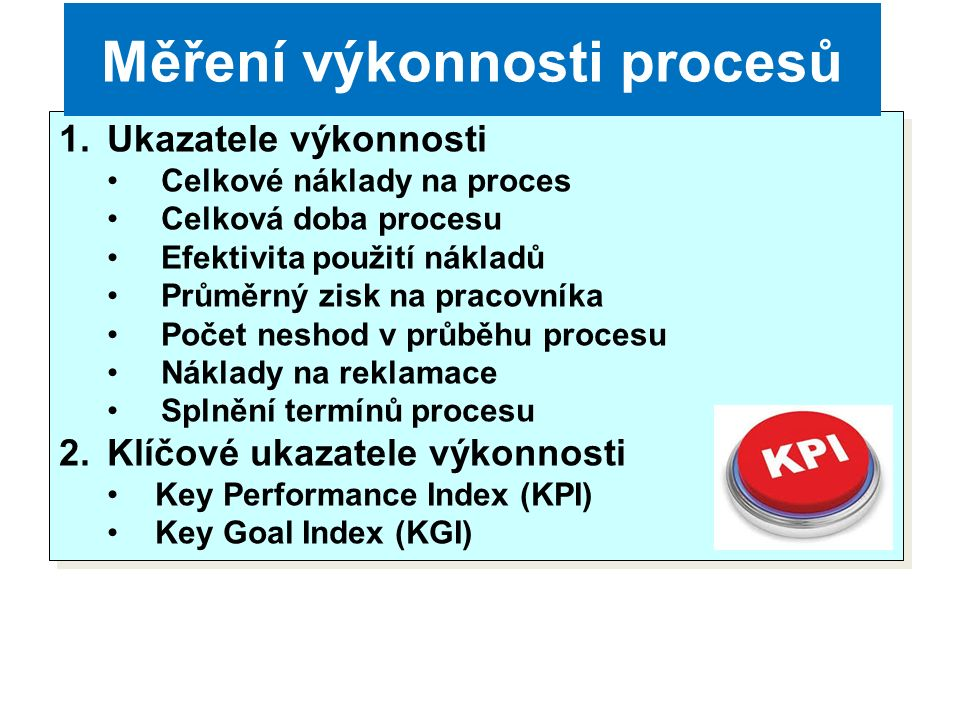 Měření výkonnosti procesů
1. Ukazatele výkonnosti
• Celkové náklady na proces
• Celková doba procesu
• Efektivita použití nákladů
• Průměrný zisk na pracovníka
• Počet neshod v průběhu procesu
• Náklady na reklamace
• Splnění termínů procesu
2. Klíčové ukazatele výkonnosti
• Key Performance Index (KPI)
• Key Goal Index (KGI)
KPI